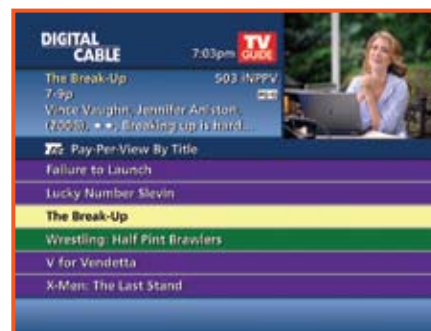 DIGITAL
CABLE
7:03pm TV
GUIDE
The Break-Up 503 iNPPV
7-9p
Vince Vaughn, Jennifer Aniston.
(2006). ★★, Breaking up is hard...
Pay-Per-View By Title
Failure to Launch
Lucky Number Slevin
The Break-Up
Wrestling: Half Pint Brawlers
V for Vendetta
X-Men: The Last Stand